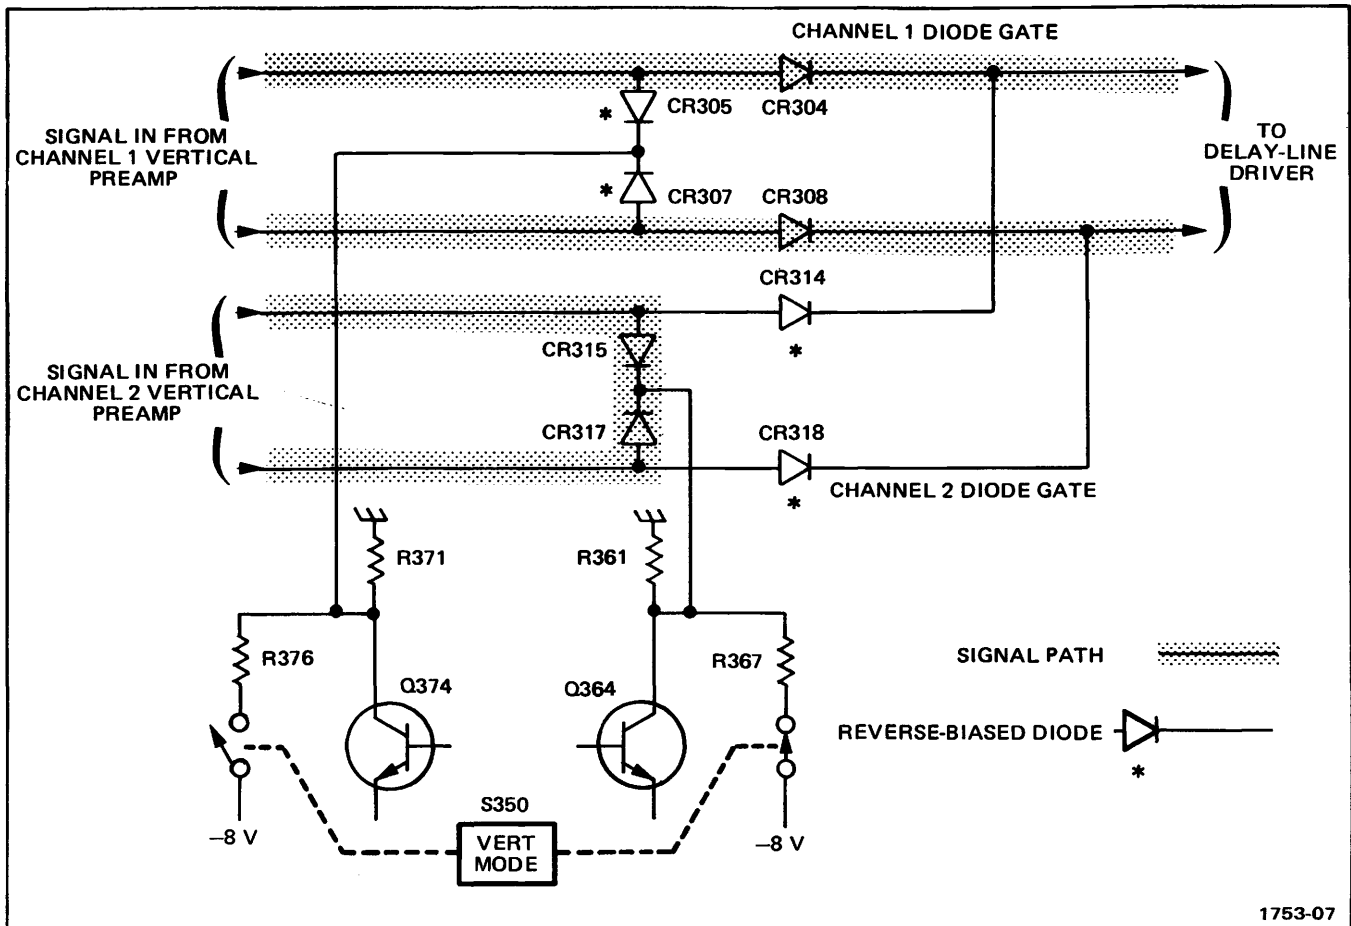 CHANNEL 1 DIODE GATE
SIGNAL IN FROM
CHANNEL 1 VERTICAL
PREAMP
* CR305
CR304
* CR307
CR308
TO
DELAY-LINE
DRIVER
CR314
*
CR315
SIGNAL IN FROM
CHANNEL 2 VERTICAL
PREAMP
CR317
CR318
*
CHANNEL 2 DIODE GATE
R371
R361
R376
R367
Q374
Q364
SIGNAL PATH
REVERSE-BIASED DIODE
*
S350
VERT
MODE
–8 V
–8 V
1753-07